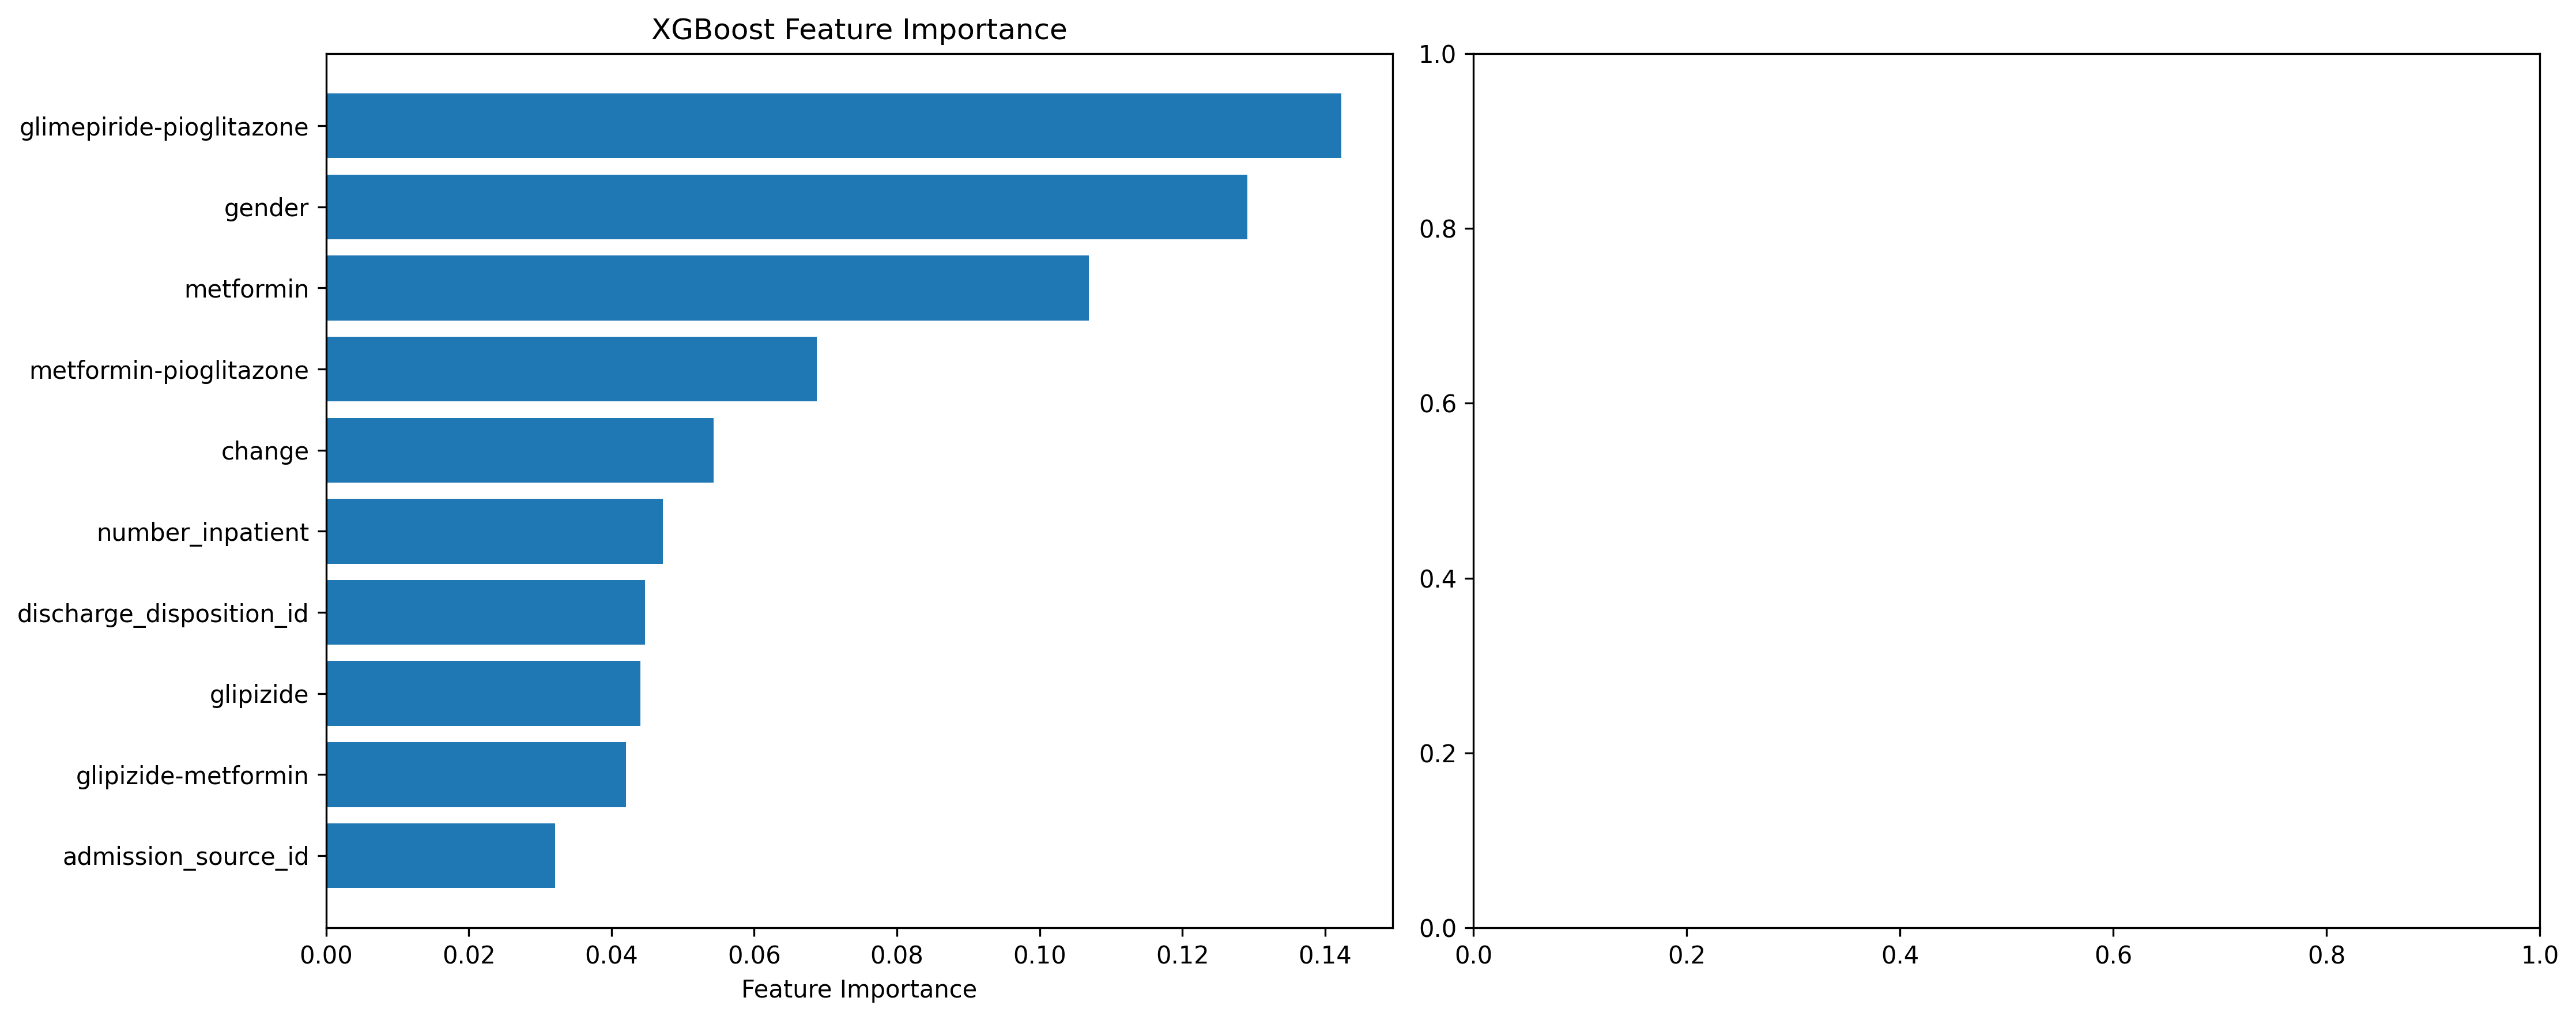 XGBoost Feature Importance
glimepiride-pioglitazone
gender
metformin
metformin-pioglitazone
change
number_inpatient
discharge_disposition_id
glipizide
glipizide-metformin
admission_source_id
0.00 0.02 0.04 0.06 0.08 0.10 0.12 0.14
Feature Importance
1.0
0.8
0.6
0.4
0.2
0.0
0.0 0.2 0.4 0.6 0.8 1.0